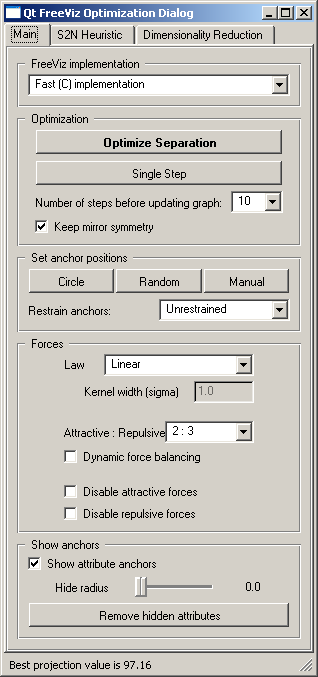 Qt FreeViz Optimization Dialog
Main S2N Heuristic Dimensionality Reduction
FreeViz implementation
Fast (C) implementation
Optimization
Optimize Separation
Single Step
Number of steps before updating graph: 10
Keep mirror symmetry
Set anchor positions
Circle Random Manual
Restrain anchors: Unrestrained
Forces
Law Linear
Kernel width (sigma) 1.0
Attractive : Repulsive 2 : 3
Dynamic force balancing
Disable attractive forces
Disable repulsive forces
Show anchors
Show attribute anchors
Hide radius 0.0
Remove hidden attributes
Best projection value is 97.16